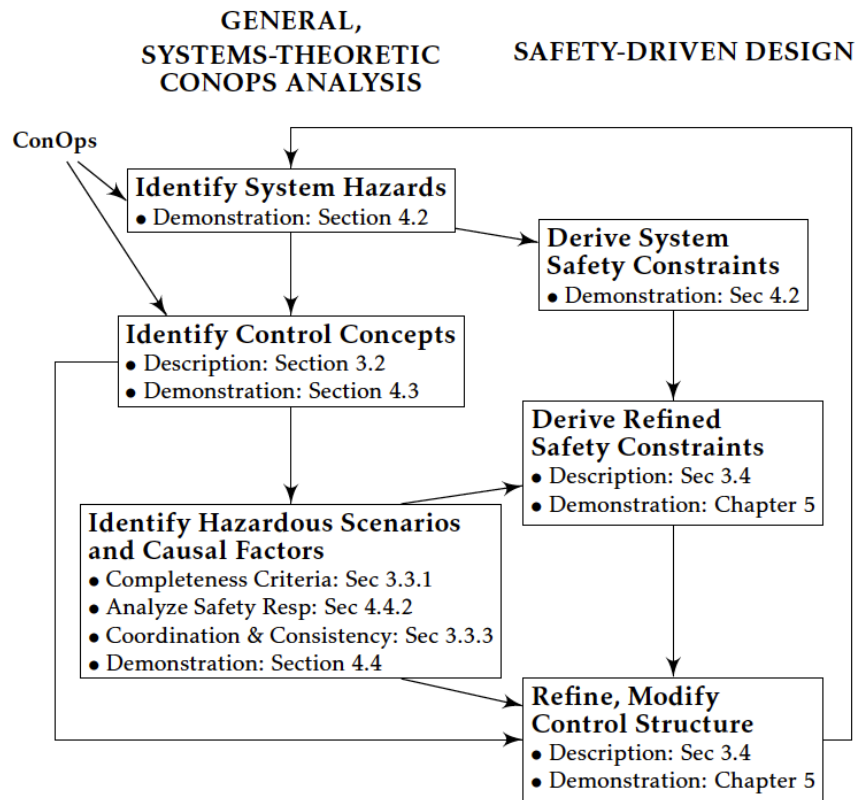 GENERAL,
SYSTEMS-THEORETIC
CONOPS ANALYSIS
SAFETY-DRIVEN DESIGN
ConOps
Identify System Hazards
• Demonstration: Section 4.2
Derive System
Safety Constraints
• Demonstration: Sec 4.2
Identify Control Concepts
• Description: Section 3.2
• Demonstration: Section 4.3
Derive Refined
Safety Constraints
• Description: Sec 3.4
• Demonstration: Chapter 5
Identify Hazardous Scenarios
and Causal Factors
• Completeness Criteria: Sec 3.3.1
• Analyze Safety Resp: Sec 4.4.2
• Coordination & Consistency: Sec 3.3.3
• Demonstration: Section 4.4
Refine, Modify
Control Structure
• Description: Sec 3.4
• Demonstration: Chapter 5